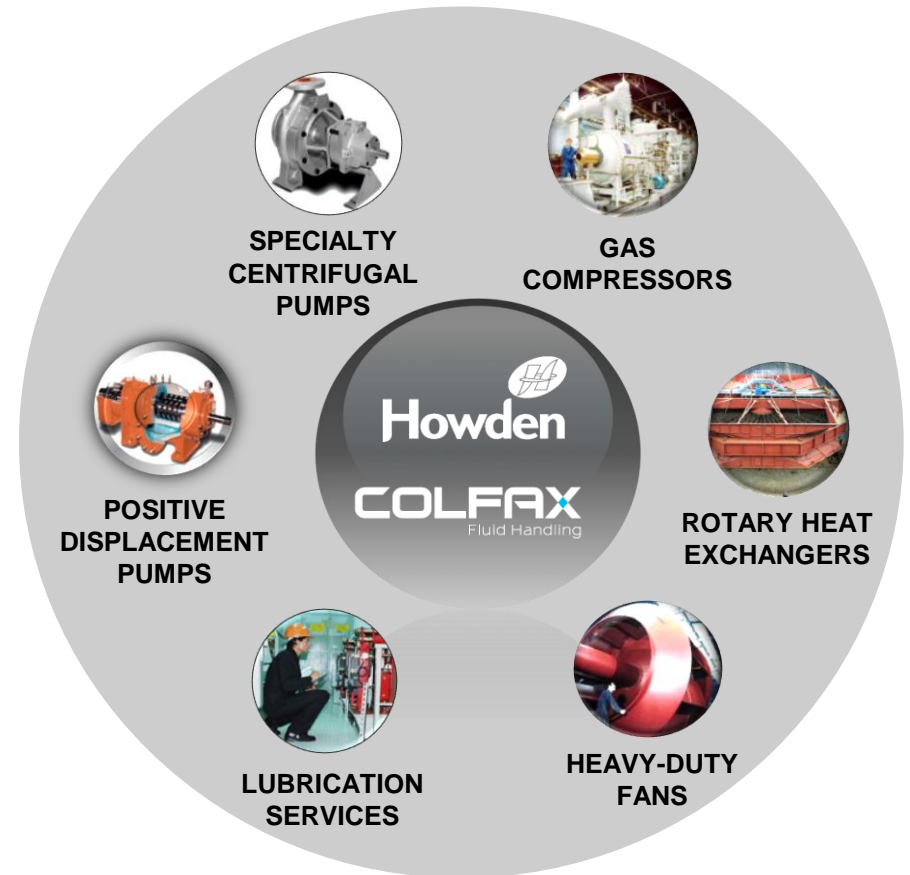 SPECIALTY
CENTRIFUGAL
PUMPS
GAS
COMPRESSORS
Howden
COLFAX
Fluid Handling
POSITIVE
DISPLACEMENT
PUMPS
ROTARY HEAT
EXCHANGERS
LUBRICATION
SERVICES
HEAVY-DUTY
FANS